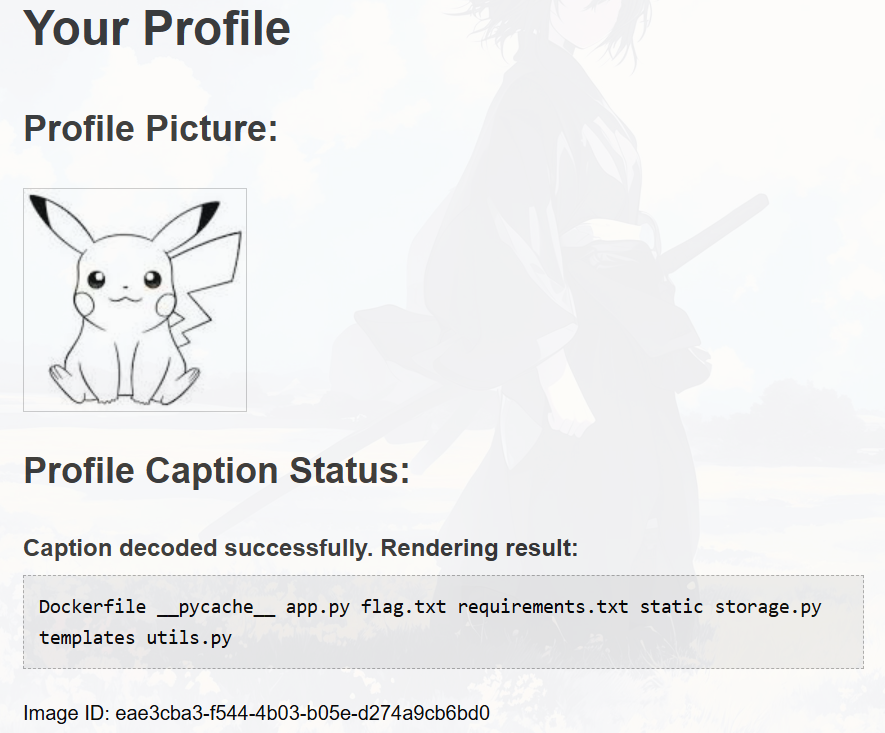 Your Profile
Profile Picture:
Profile Caption Status:
Caption decoded successfully. Rendering result:
Dockerfile __pycache__ app.py flag.txt requirements.txt static storage.py
templates utils.py
Image ID: eae3cba3-f544-4b03-b05e-d274a9cb6bd0